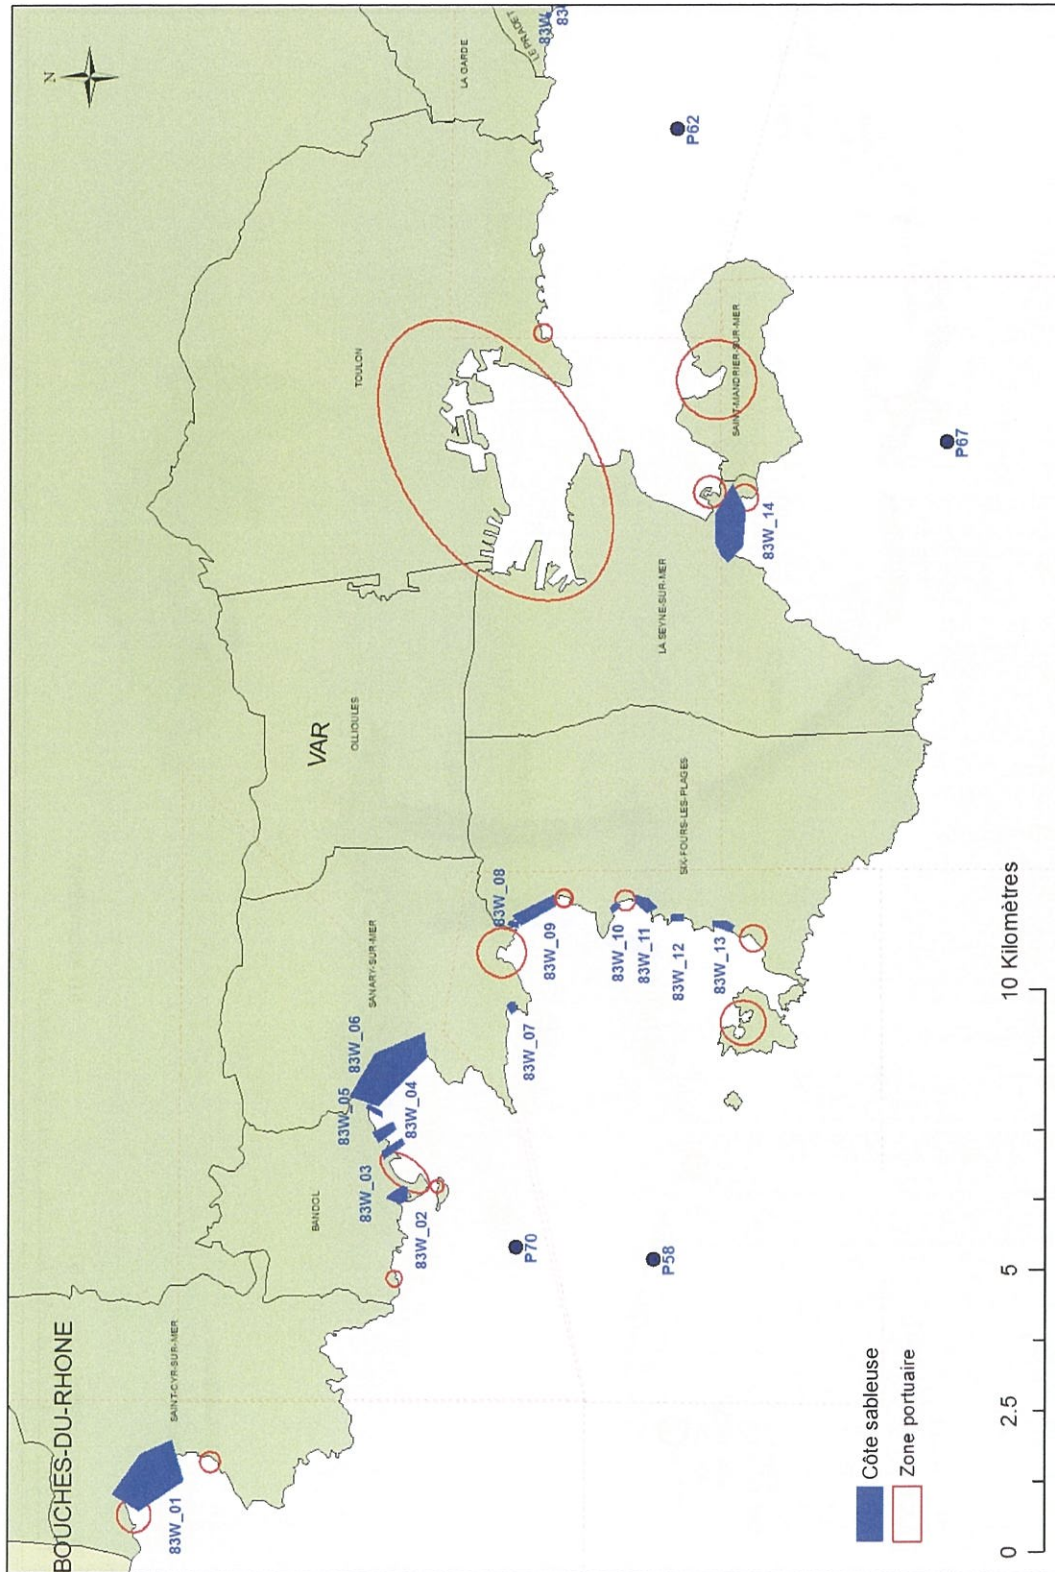 BOUCHES-DU-RHONE
N
LE PRADET
LA GARDE
83W
83
TOULON
SAINT-CYR-SUR-MER
BANDOL
SANARY-SUR-MER
VAR
OLLIOULES
LA SEYNE-SUR-MER
SAINT-MANDRIER-SUR-MER
SIX-FOURS-LES-PLAGES
83W_01
83W_02
83W_03
83W_04
83W_05
83W_06
83W_07
83W_08
83W_09
83W_10
83W_11
83W_12
83W_13
83W_14
P62
P67
P70
P58
Côte sableuse
Zone portuaire
0 2.5 5 10 Kilomètres